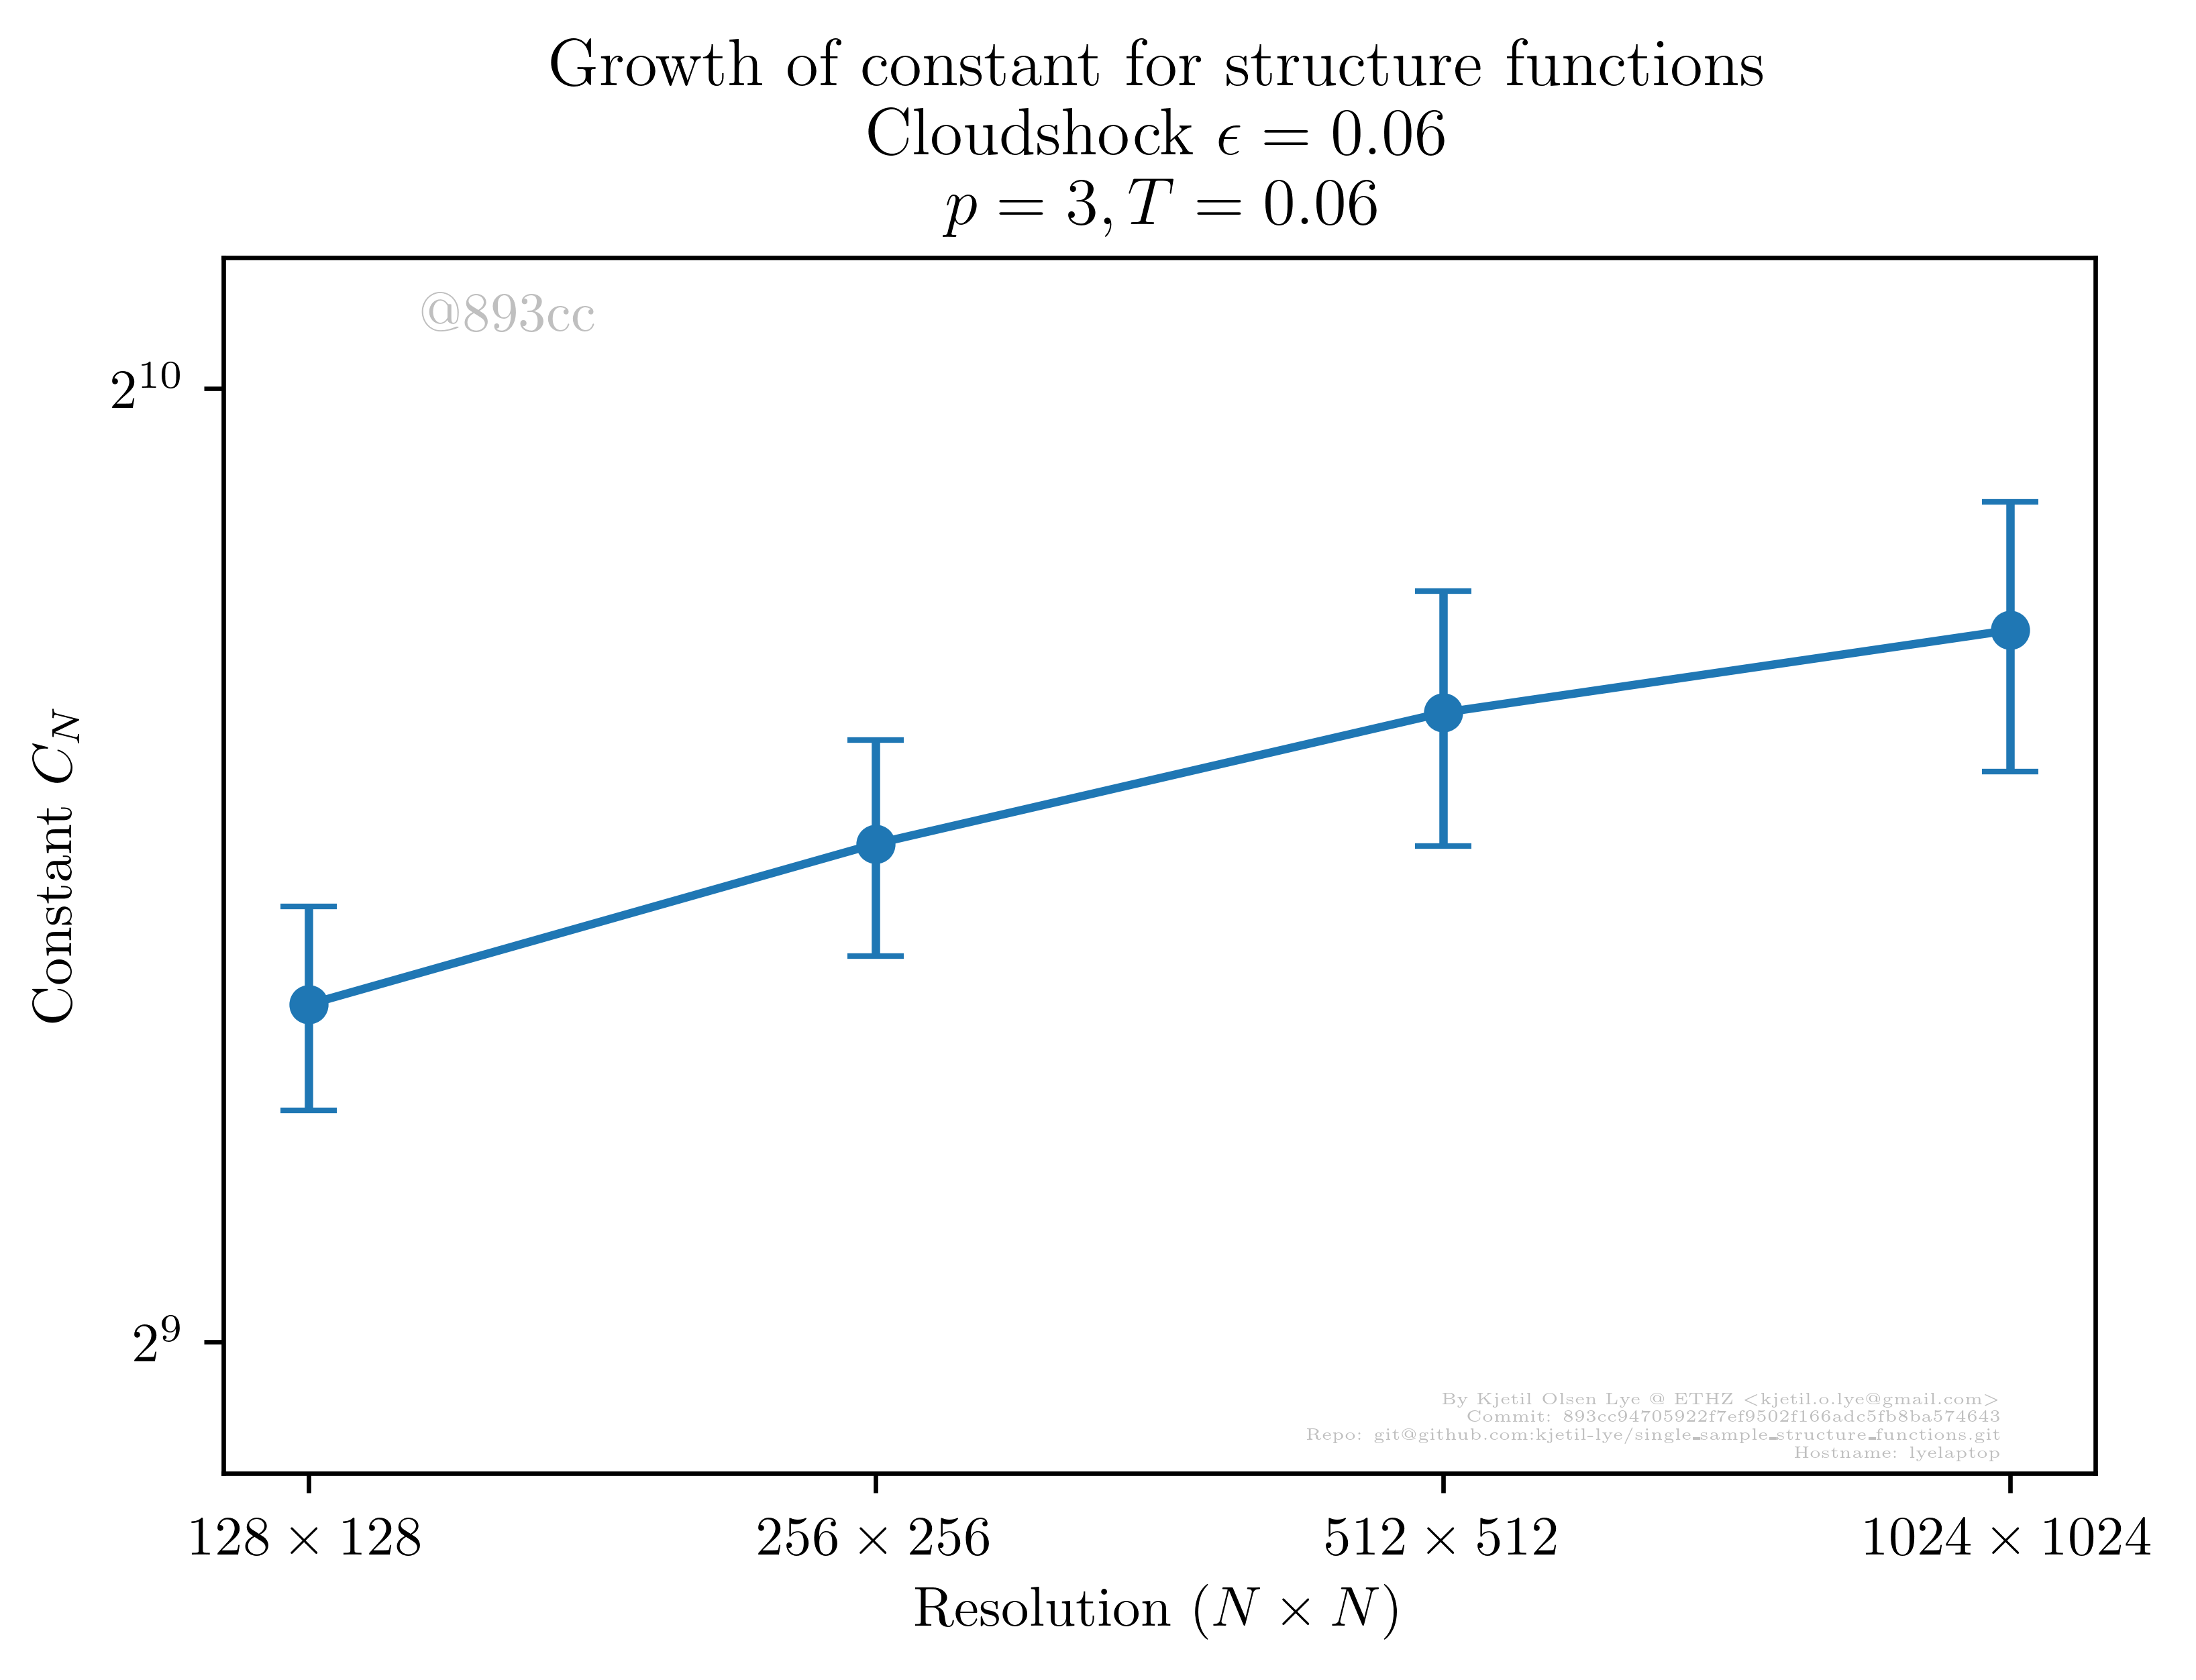 Growth of constant for structure functions
Cloudshock ϵ = 0.06
p = 3, T = 0.06
@893cc
2^10
2^9
Constant C_N
By Kjetil Olsen Lye @ ETHZ <kjetil.o.lye@gmail.com>
Commit: 893cc94705922f7ef9502f166adc5fb8ba574643
Repo: git@github.com:kjetil-lye/single_sample_structure_functions.git
Hostname: lyelaptop
128 × 128 256 × 256 512 × 512 1024 × 1024
Resolution (N × N)